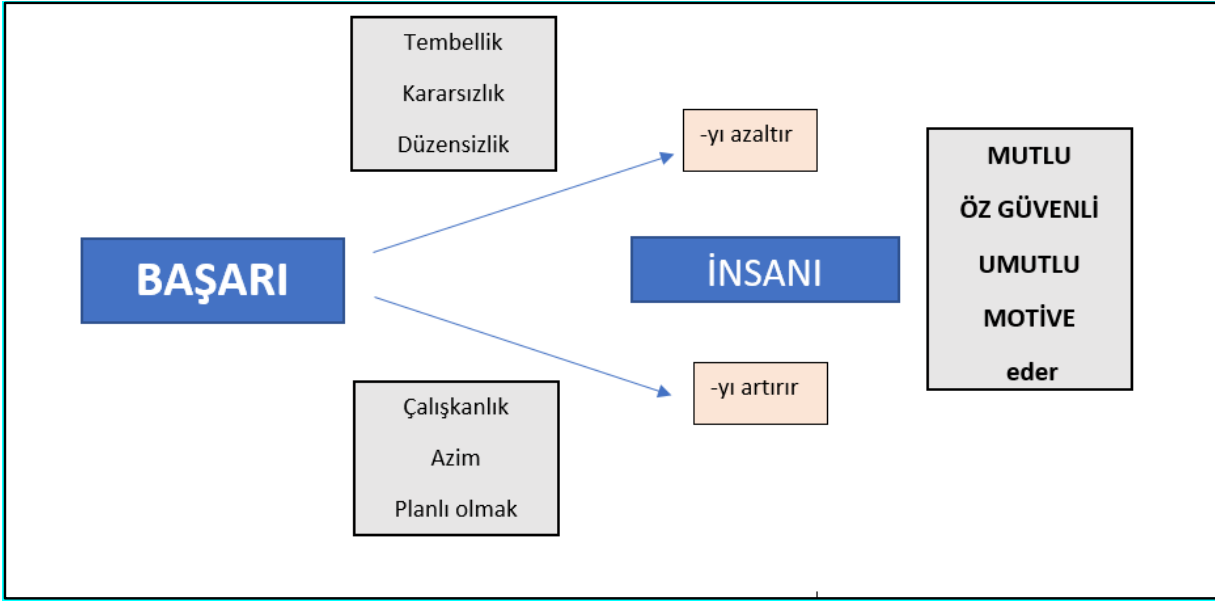 Tembellik
Kararsızlık
Düzensizlik
-yı azaltır
BAŞARI
İNSANI
MUTLU
ÖZ GÜVENLİ
UMUTLU
MOTİVE
eder
-yı artırır
Çalışkanlık
Azim
Planlı olmak